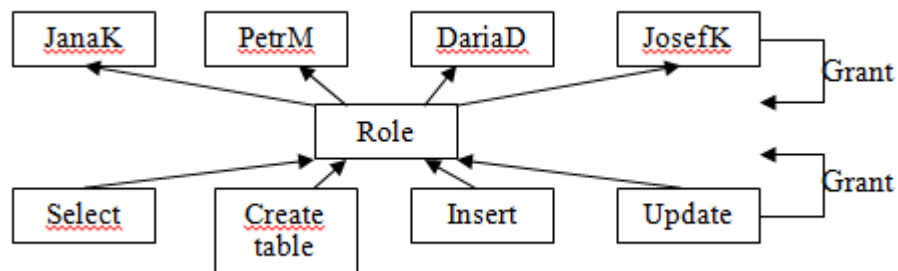 JanaK
PetrM
DariaD
JosefK
Grant
Role
Grant
Select
Create
table
Insert
Update